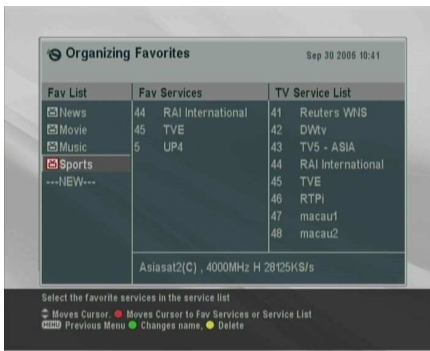 Organizing Favorites
Sep 30 2005 10:41
Fav List
Fav Services
TV Service List
News
Movie
Music
Sports
---NEW---
44 RAI International
45 TVE
5 UP4
41 Reuters WNS
42 DWtv
43 TV5 - ASIA
44 RAI International
45 TVE
46 RTPi
47 macau1
48 macau2
Asiasat2(C) , 4000MHz H 28125KS/s
Select the favorite services in the service list
Moves Cursor. Moves Cursor to Fav Services or Service List
MENU Previous Menu Changes name, Delete